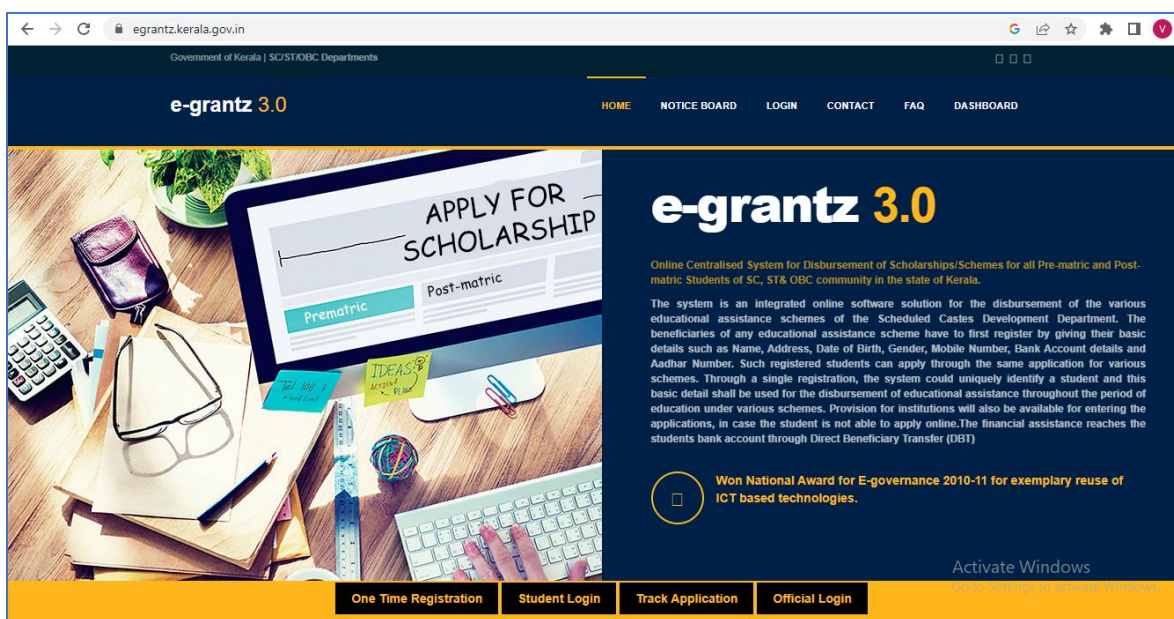 egrantz.kerala.gov.in
G
V
Government of Kerala | SC/ST/OBC Departments
e-grantz 3.0
HOME NOTICE BOARD LOGIN CONTACT FAQ DASHBOARD
APPLY FOR
SCHOLARSHIP
Prematric
Post-matric
IDEAS
e-grantz 3.0
Online Centralised System for Disbursement of Scholarships/Schemes for all Pre-matric and Post-
matric Students of SC, ST& OBC community in the state of Kerala.
The system is an integrated online software solution for the disbursement of the various
educational assistance schemes of the Scheduled Castes Development Department. The
beneficiaries of any educational assistance scheme have to first register by giving their basic
details such as Name, Address, Date of Birth, Gender, Mobile Number, Bank Account details and
Aadhar Number. Such registered students can apply through the same application for various
schemes. Through a single registration, the system could uniquely identify a student and this
basic detail shall be used for the disbursement of educational assistance throughout the period of
education under various schemes. Provision for institutions will also be available for entering the
applications, in case the student is not able to apply online.The financial assistance reaches the
students bank account through Direct Beneficiary Transfer (DBT)
Won National Award for E-governance 2010-11 for exemplary reuse of
ICT based technologies.
Activate Windows
Go to Settings to activate Windows.
One Time Registration Student Login Track Application Official Login